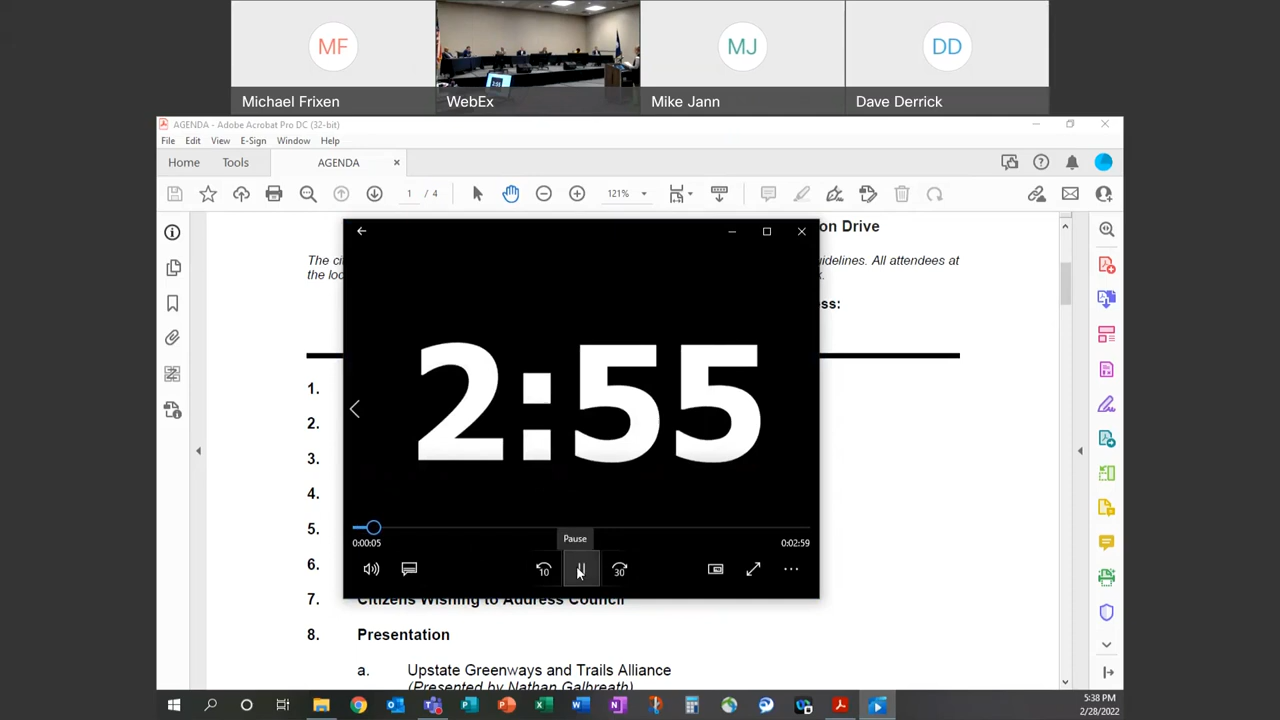 MF
MJ
DD
Michael Frixen
WebEx
Mike Jann
Dave Derrick
AGENDA - Adobe Acrobat Pro DC (32-bit)
File Edit View E-Sign Window Help
Home Tools AGENDA
1 / 4
121%
on Drive
The ci
uidelines. All attendees at
the loc
k.
ess:
1.
2.
3.
4.
5.
6.
2:55
Pause
0:00:05
0:02:59
10
30
7. Citizens Wishing to Address Council
8. Presentation
a. Upstate Greenways and Trails Alliance
(Presented by Nathan Galbreath)
5:38 PM
2/28/2022